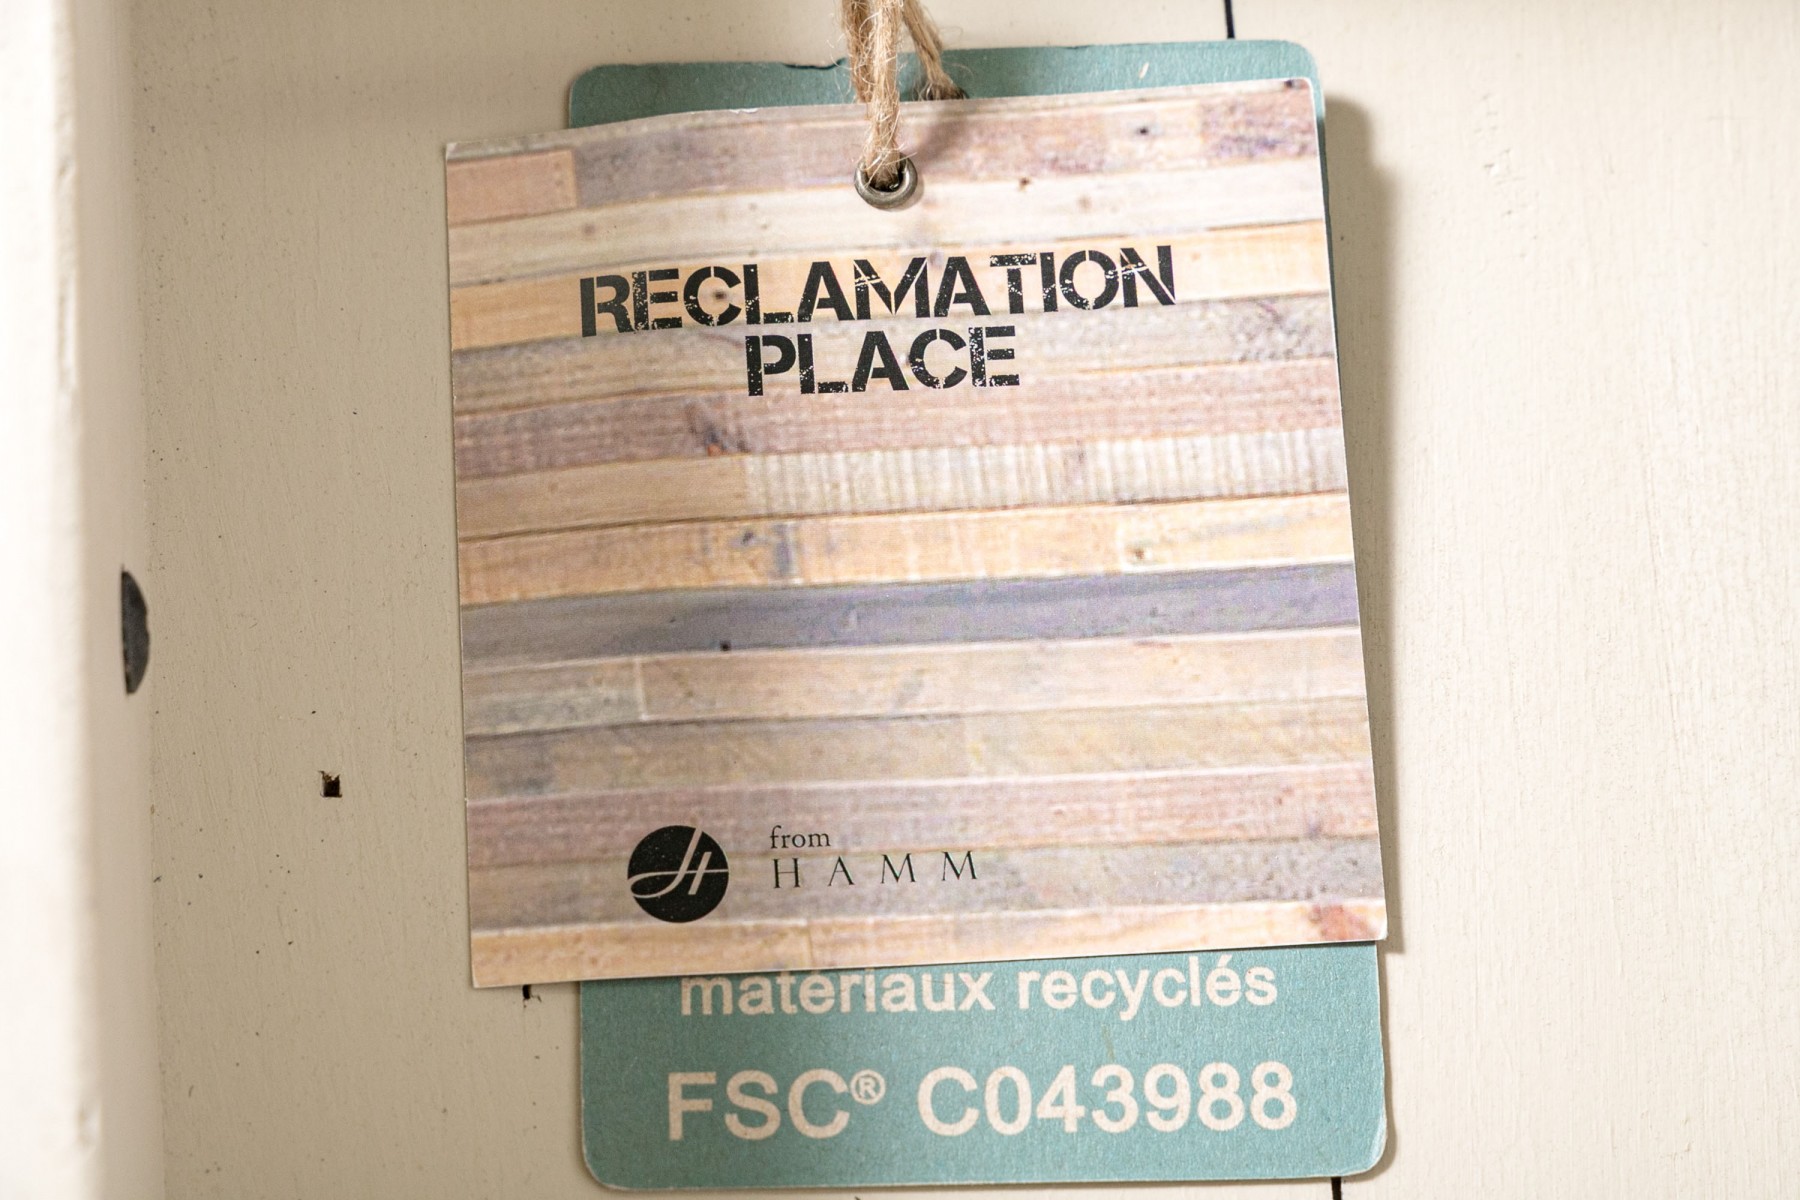 RECLAMATION
PLACE
from
HAMM
matériaux recyclés
FSC® C043988